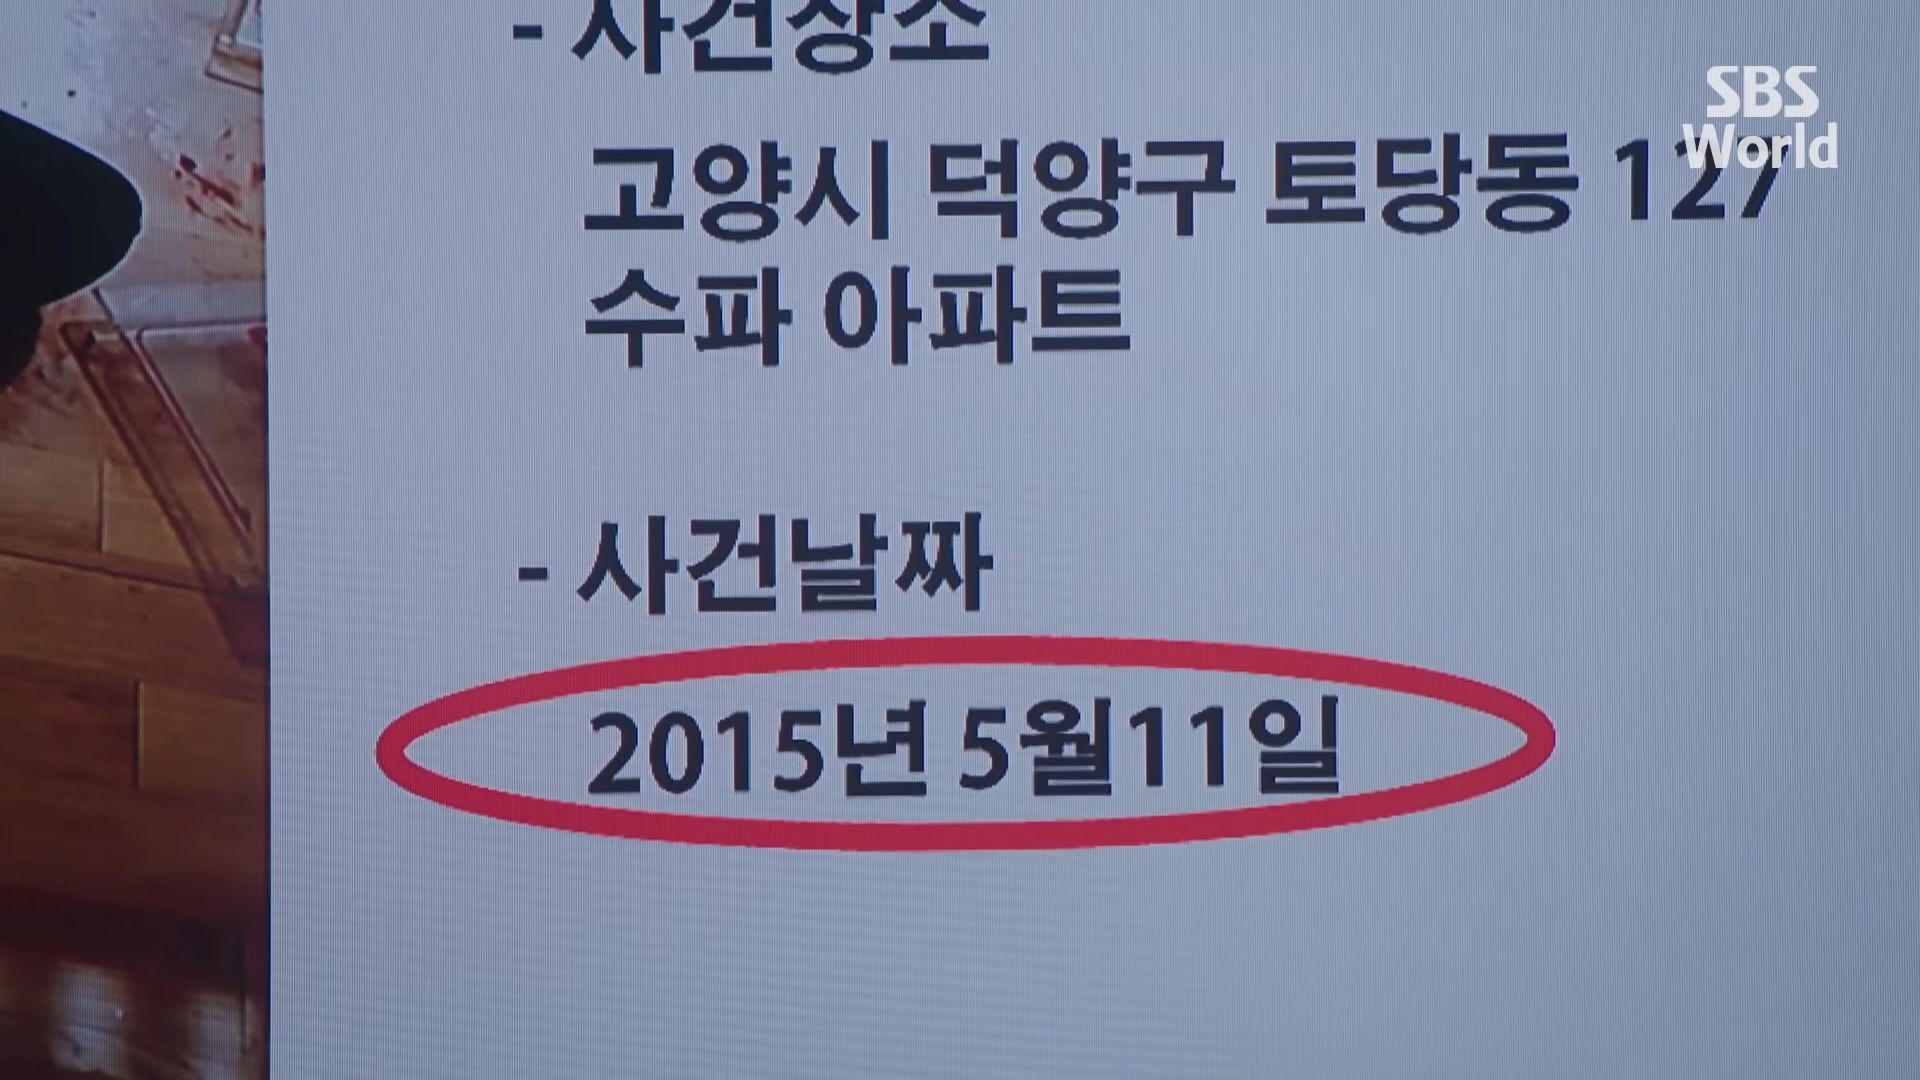 - 사건장소
고양시 덕양구 토당동 127
수파 아파트
- 사건날짜
2015년 5월11일
SBS
World